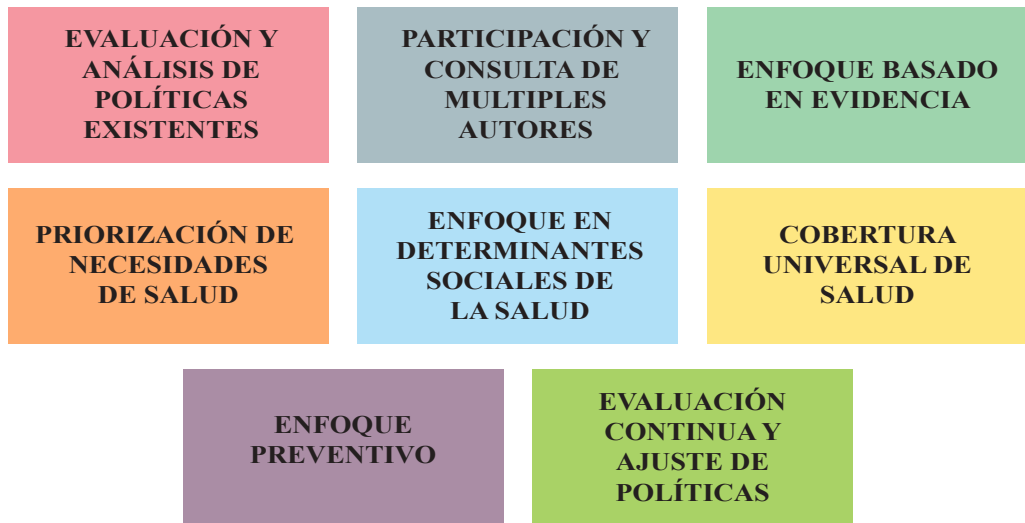 EVALUACIÓN Y
ANÁLISIS DE
POLÍTICAS
EXISTENTES
PARTICIPACIÓN Y
CONSULTA DE
MULTIPLES
AUTORES
ENFOQUE BASADO
EN EVIDENCIA
PRIORIZACIÓN DE
NECESIDADES
DE SALUD
ENFOQUE EN
DETERMINANTES
SOCIALES DE
LA SALUD
COBERTURA
UNIVERSAL DE
SALUD
ENFOQUE
PREVENTIVO
EVALUACIÓN
CONTINUA Y
AJUSTE DE
POLÍTICAS